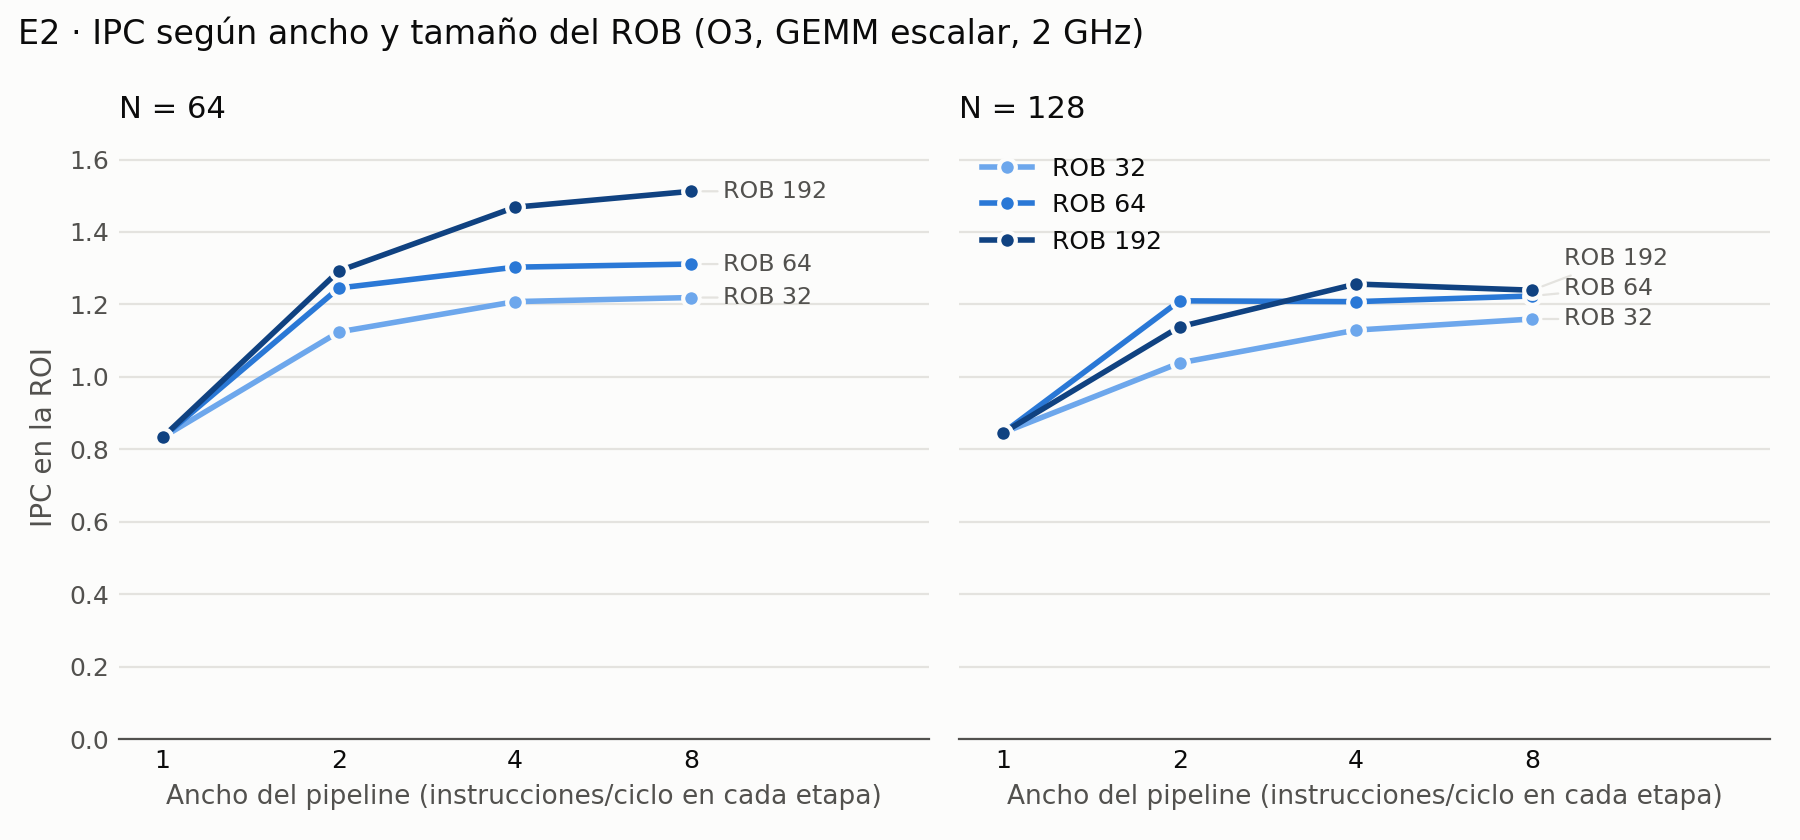 E2 · IPC según ancho y tamaño del ROB (O3, GEMM escalar, 2 GHz)
N = 64
IPC en la ROI
1.6
1.4
1.2
1.0
0.8
0.6
0.4
0.2
0.0
ROB 192
ROB 64
ROB 32
1 2 4 8
Ancho del pipeline (instrucciones/ciclo en cada etapa)
N = 128
ROB 32
ROB 64
ROB 192
ROB 192
ROB 64
ROB 32
1 2 4 8
Ancho del pipeline (instrucciones/ciclo en cada etapa)